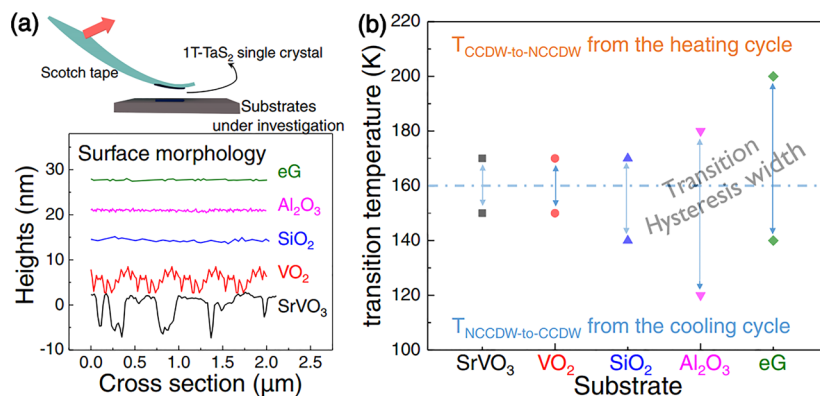 (a)
Scotch tape
1T-TaS₂ single crystal
Substrates
under investigation
Surface morphology
eG
Al₂O₃
SiO₂
VO₂
SrVO₃
Heights (nm)
30
20
10
0
-10
0.0 0.5 1.0 1.5 2.0 2.5
Cross section (μm)
(b)
transition temperature (K)
220
200
180
160
140
120
100
T_CCDW-to-NCCDW from the heating cycle
Transition
Hysteresis width
T_NCCDW-to-CCDW from the cooling cycle
SrVO₃ VO₂ SiO₂ Al₂O₃ eG
Substrate